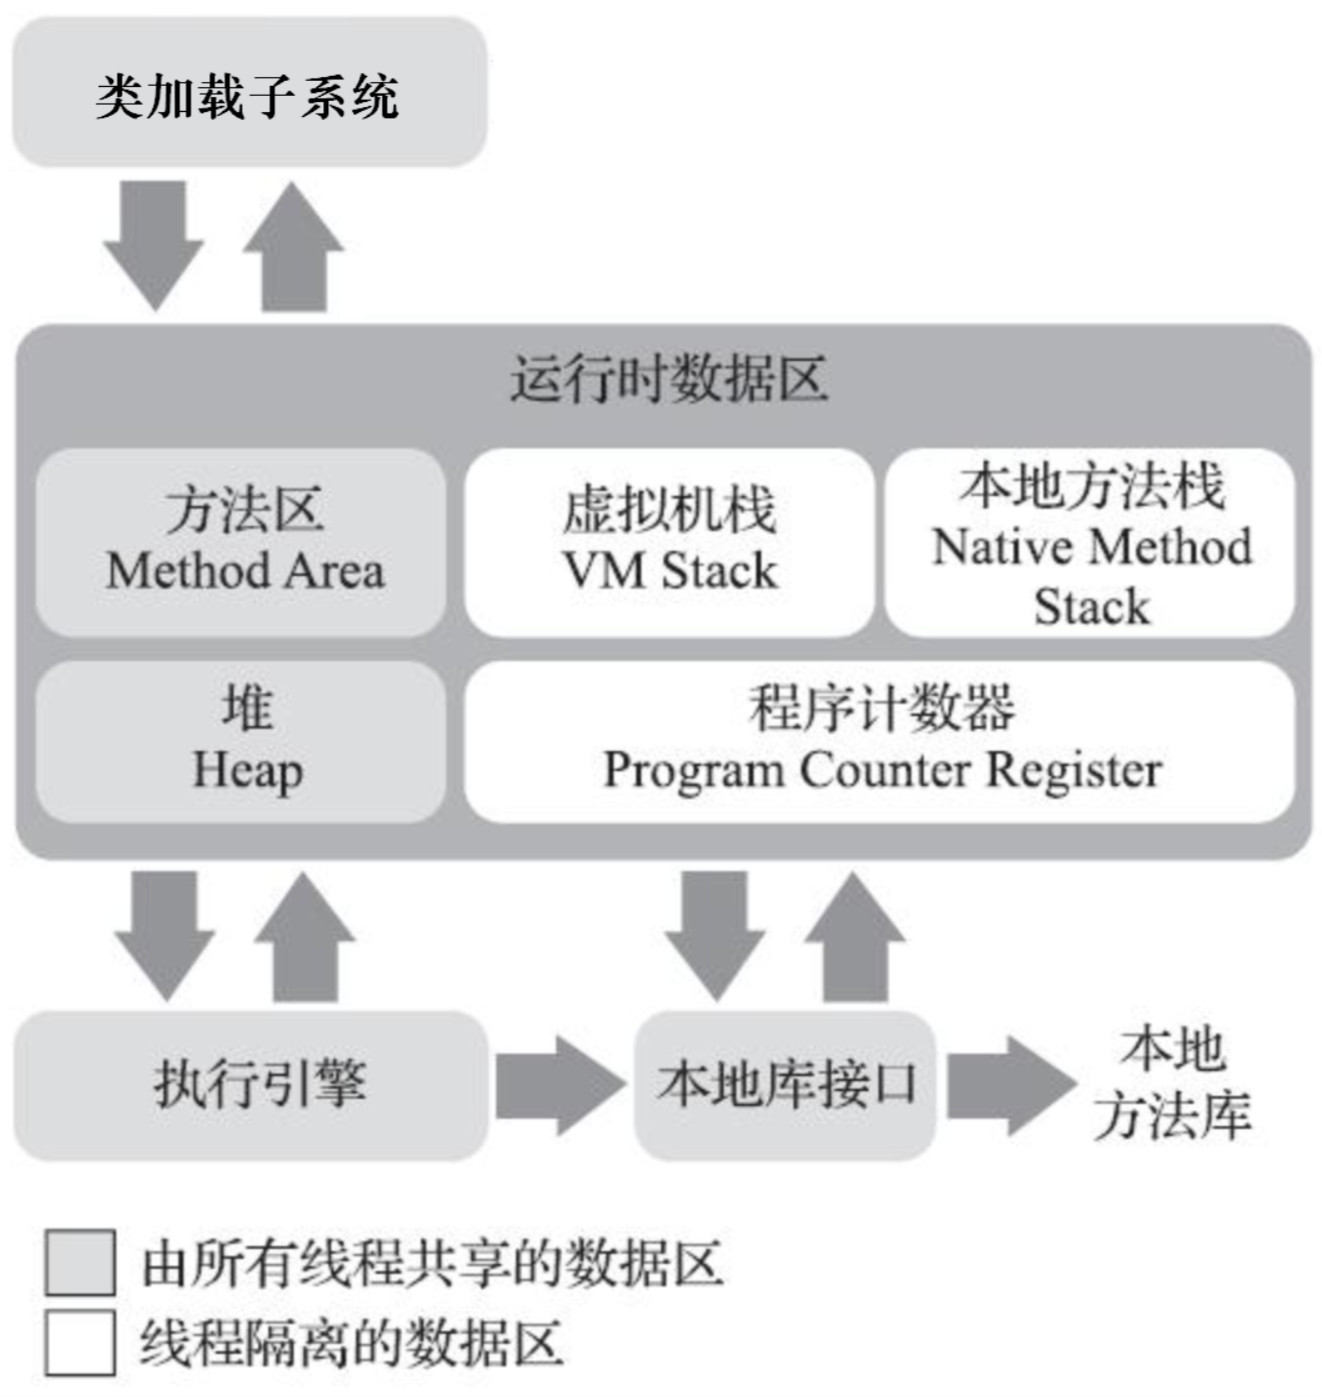 类加载子系统
运行时数据区
方法区
Method Area
虚拟机栈
VM Stack
本地方法栈
Native Method
Stack
堆
Heap
程序计数器
Program Counter Register
执行引擎
本地库接口
本地
方法库
由所有线程共享的数据区
线程隔离的数据区